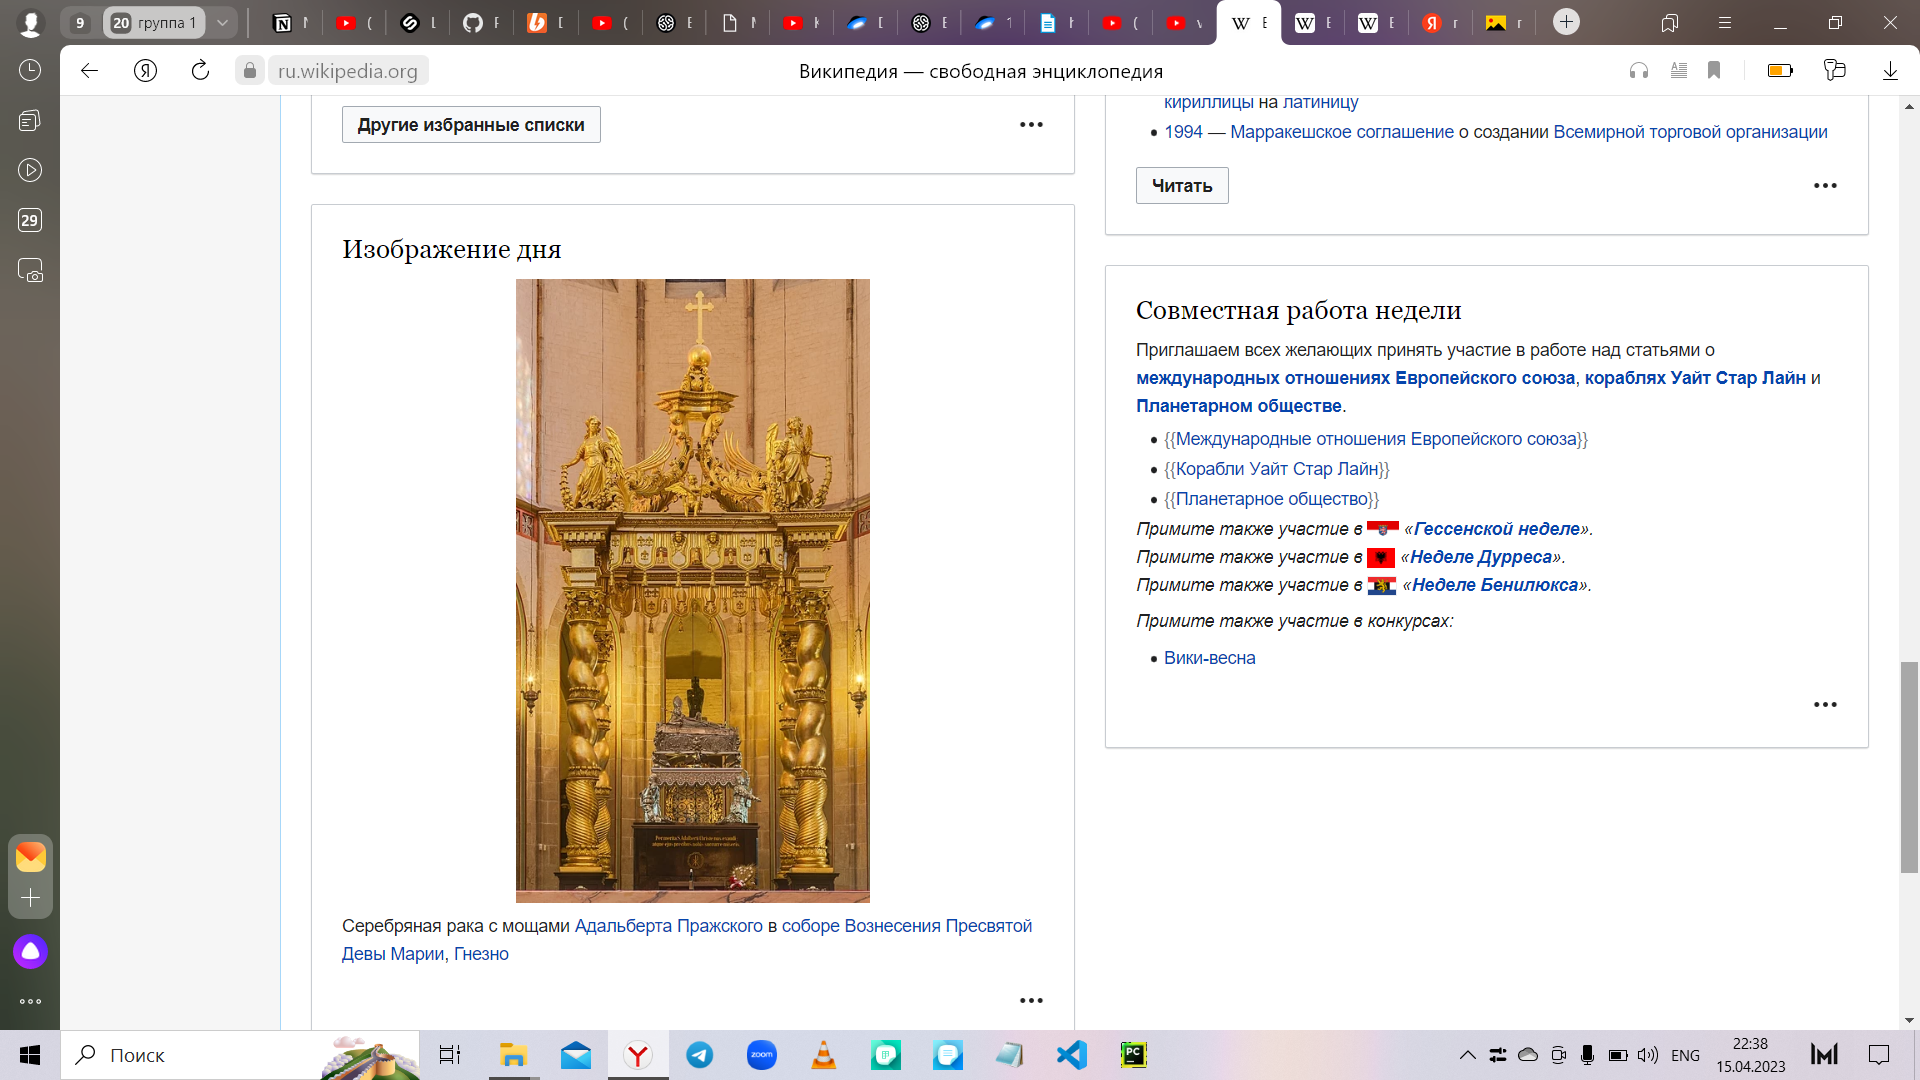 9
20 группа 1
ru.wikipedia.org
Википедия — свободная энциклопедия
29
Другие избранные списки
Изображение дня
Серебряная рака с мощами Адальберта Пражского в соборе Вознесения Пресвятой
Девы Марии, Гнезно
кириллицы на латиницу
1994 — Марракешское соглашение о создании Всемирной торговой организации
Читать
Совместная работа недели
Приглашаем всех желающих принять участие в работе над статьями о
международных отношениях Европейского союза, кораблях Уайт Стар Лайн и
Планетарном обществе.
{{Международные отношения Европейского союза}}
{{Корабли Уайт Стар Лайн}}
{{Планетарное общество}}
Примите также участие в «Гессенской неделе».
Примите также участие в «Неделе Дурреса».
Примите также участие в «Неделе Бенилюкса».
Примите также участие в конкурсах:
Вики-весна
Поиск
zoom
PC
ENG
22:38
15.04.2023